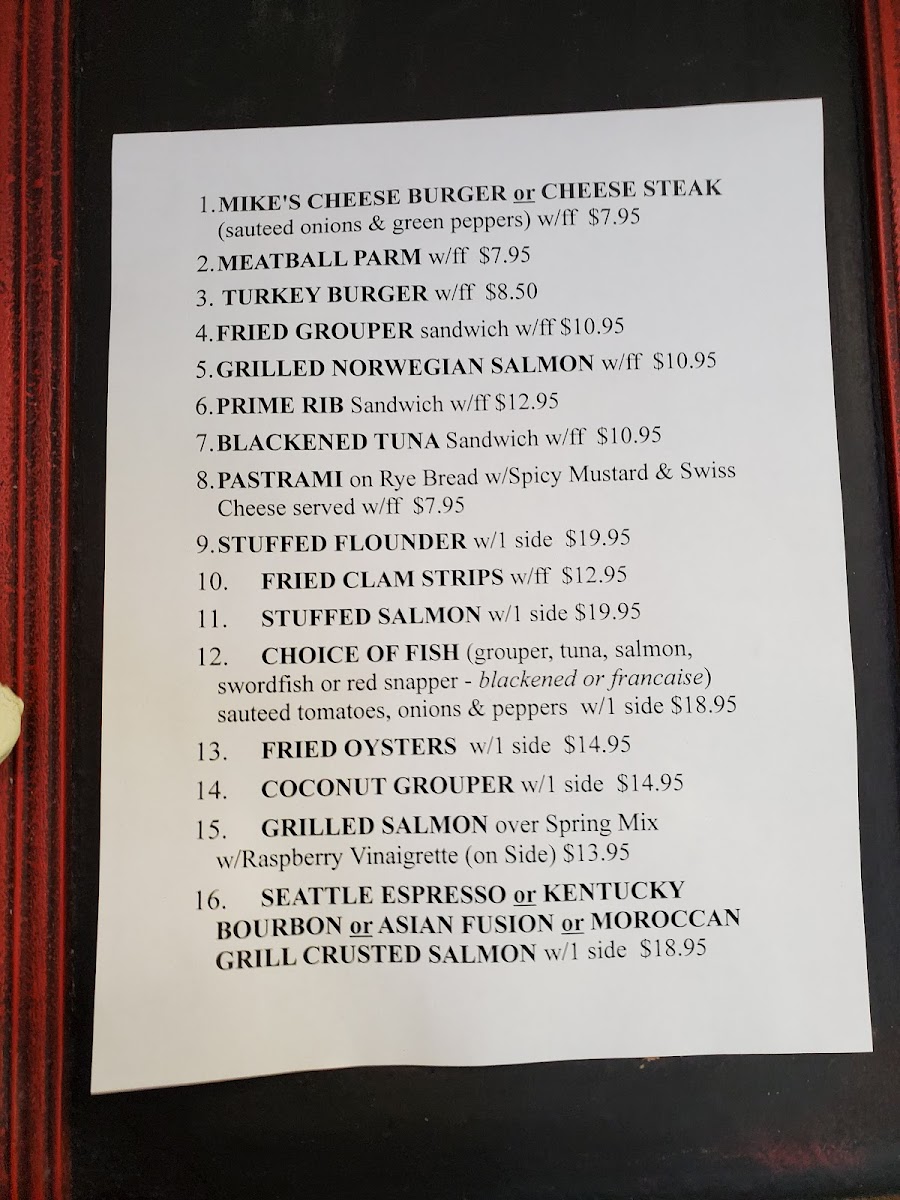 1. MIKE'S CHEESE BURGER or CHEESE STEAK
(sauteed onions & green peppers) w/ff $7.95
2. MEATBALL PARM w/ff $7.95
3. TURKEY BURGER w/ff $8.50
4. FRIED GROUPER sandwich w/ff $10.95
5. GRILLED NORWEGIAN SALMON w/ff $10.95
6. PRIME RIB Sandwich w/ff $12.95
7. BLACKENED TUNA Sandwich w/ff $10.95
8. PASTRAMI on Rye Bread w/Spicy Mustard & Swiss
Cheese served w/ff $7.95
9. STUFFED FLOUNDER w/1 side $19.95
10. FRIED CLAM STRIPS w/ff $12.95
11. STUFFED SALMON w/1 side $19.95
12. CHOICE OF FISH (grouper, tuna, salmon,
swordfish or red snapper - blackened or francaise)
sauteed tomatoes, onions & peppers w/1 side $18.95
13. FRIED OYSTERS w/1 side $14.95
14. COCONUT GROUPER w/1 side $14.95
15. GRILLED SALMON over Spring Mix
w/Raspberry Vinaigrette (on Side) $13.95
16. SEATTLE ESPRESSO or KENTUCKY
BOURBON or ASIAN FUSION or MOROCCAN
GRILL CRUSTED SALMON w/1 side $18.95